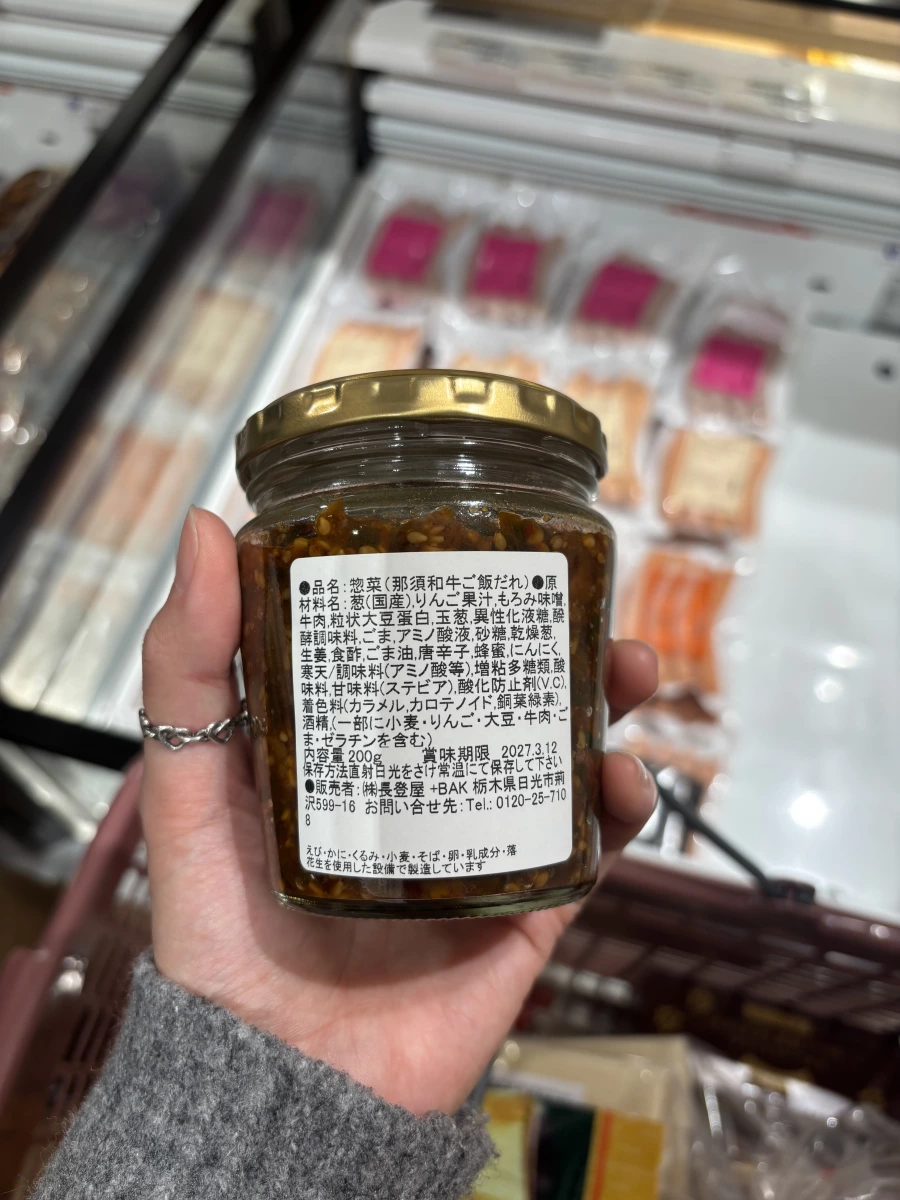 ●品名:惣菜(那須和牛ご飯だれ)●原
材料名:葱(国産),りんご果汁,もろみ味噌,
牛肉,粒状大豆蛋白,玉葱,異性化液糖,醗
酵調味料,ごま,アミノ酸液,砂糖,乾燥葱,
生姜,食酢,ごま油,唐辛子,蜂蜜,にんにく,
寒天/調味料(アミノ酸等),増粘多糖類,酸
味料,甘味料(ステビア),酸化防止剤(V.C),
着色料(カラメル,カロテノイド,銅葉緑素),
酒精,(一部に小麦・りんご・大豆・牛肉・ご
ま・ゼラチンを含む)
内容量 200g 賞味期限 2027.3.12
保存方法直射日光をさけ常温にて保存して下さい
●販売者:㈱長登屋 +BAK 栃木県日光市荊
沢599-16 お問い合せ先:Tel.:0120-25-710
8
えび・かに・くるみ・小麦・そば・卵・乳成分・落
花生を使用した設備で製造しています